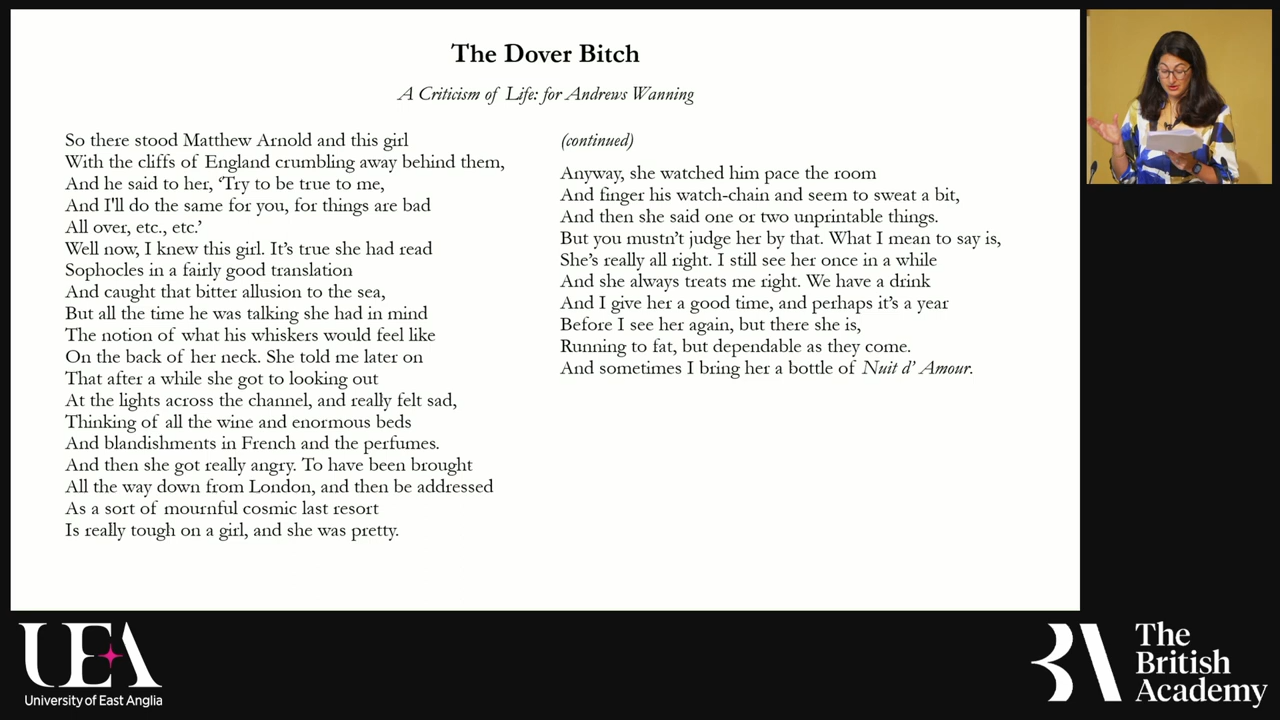 The Dover Bitch
A Criticism of Life: for Andrews Wanning
So there stood Matthew Arnold and this girl
With the cliffs of England crumbling away behind them,
And he said to her, ‘Try to be true to me,
And I'll do the same for you, for things are bad
All over, etc., etc.’
Well now, I knew this girl. It’s true she had read
Sophocles in a fairly good translation
And caught that bitter allusion to the sea,
But all the time he was talking she had in mind
The notion of what his whiskers would feel like
On the back of her neck. She told me later on
That after a while she got to looking out
At the lights across the channel, and really felt sad,
Thinking of all the wine and enormous beds
And blandishments in French and the perfumes.
And then she got really angry. To have been brought
All the way down from London, and then be addressed
As a sort of mournful cosmic last resort
Is really tough on a girl, and she was pretty.
(continued)
Anyway, she watched him pace the room
And finger his watch-chain and seem to sweat a bit,
And then she said one or two unprintable things.
But you mustn’t judge her by that. What I mean to say is,
She’s really all right. I still see her once in a while
And she always treats me right. We have a drink
And I give her a good time, and perhaps it’s a year
Before I see her again, but there she is,
Running to fat, but dependable as they come.
And sometimes I bring her a bottle of Nuit d’ Amour.
UEA
University of East Anglia
BA
The
British
Academy